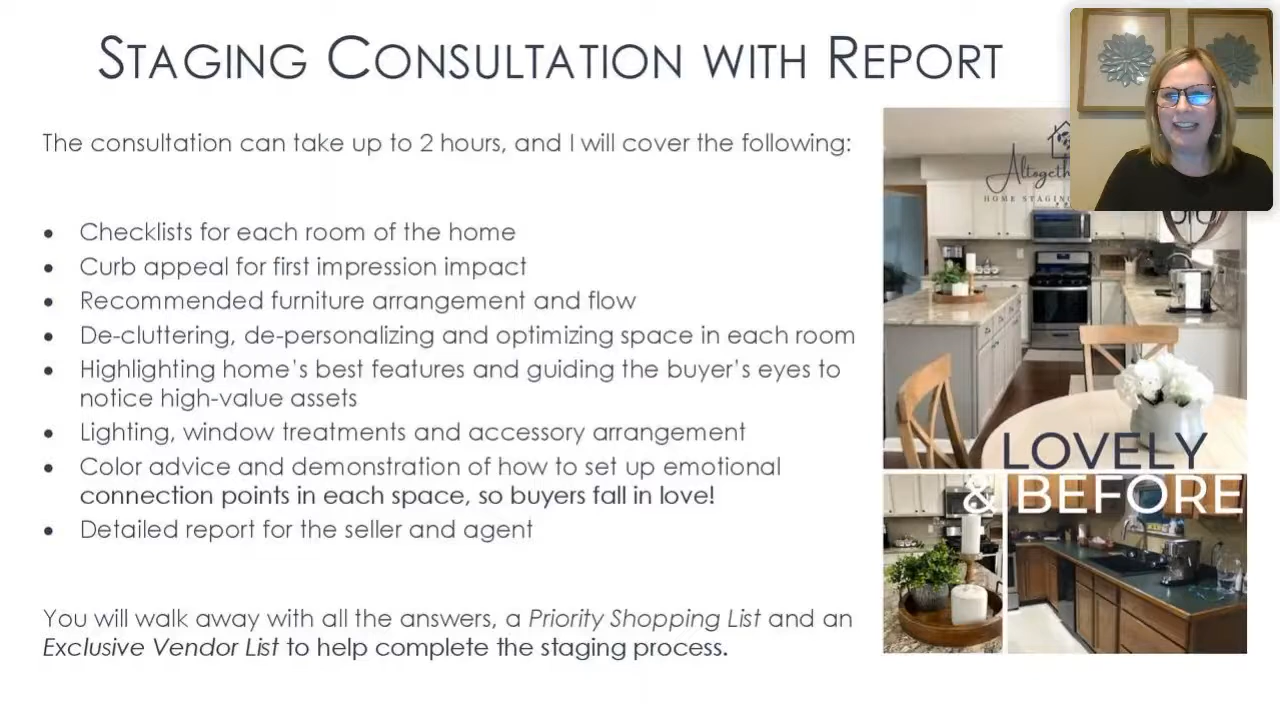 STAGING CONSULTATION WITH REPORT
The consultation can take up to 2 hours, and I will cover the following:
• Checklists for each room of the home
• Curb appeal for first impression impact
• Recommended furniture arrangement and flow
• De-cluttering, de-personalizing and optimizing space in each room
• Highlighting home's best features and guiding the buyer's eyes to
notice high-value assets
• Lighting, window treatments and accessory arrangement
• Color advice and demonstration of how to set up emotional
connection points in each space, so buyers fall in love!
• Detailed report for the seller and agent
You will walk away with all the answers, a Priority Shopping List and an
Exclusive Vendor List to help complete the staging process.
HOME
LOVELY
& BEFORE